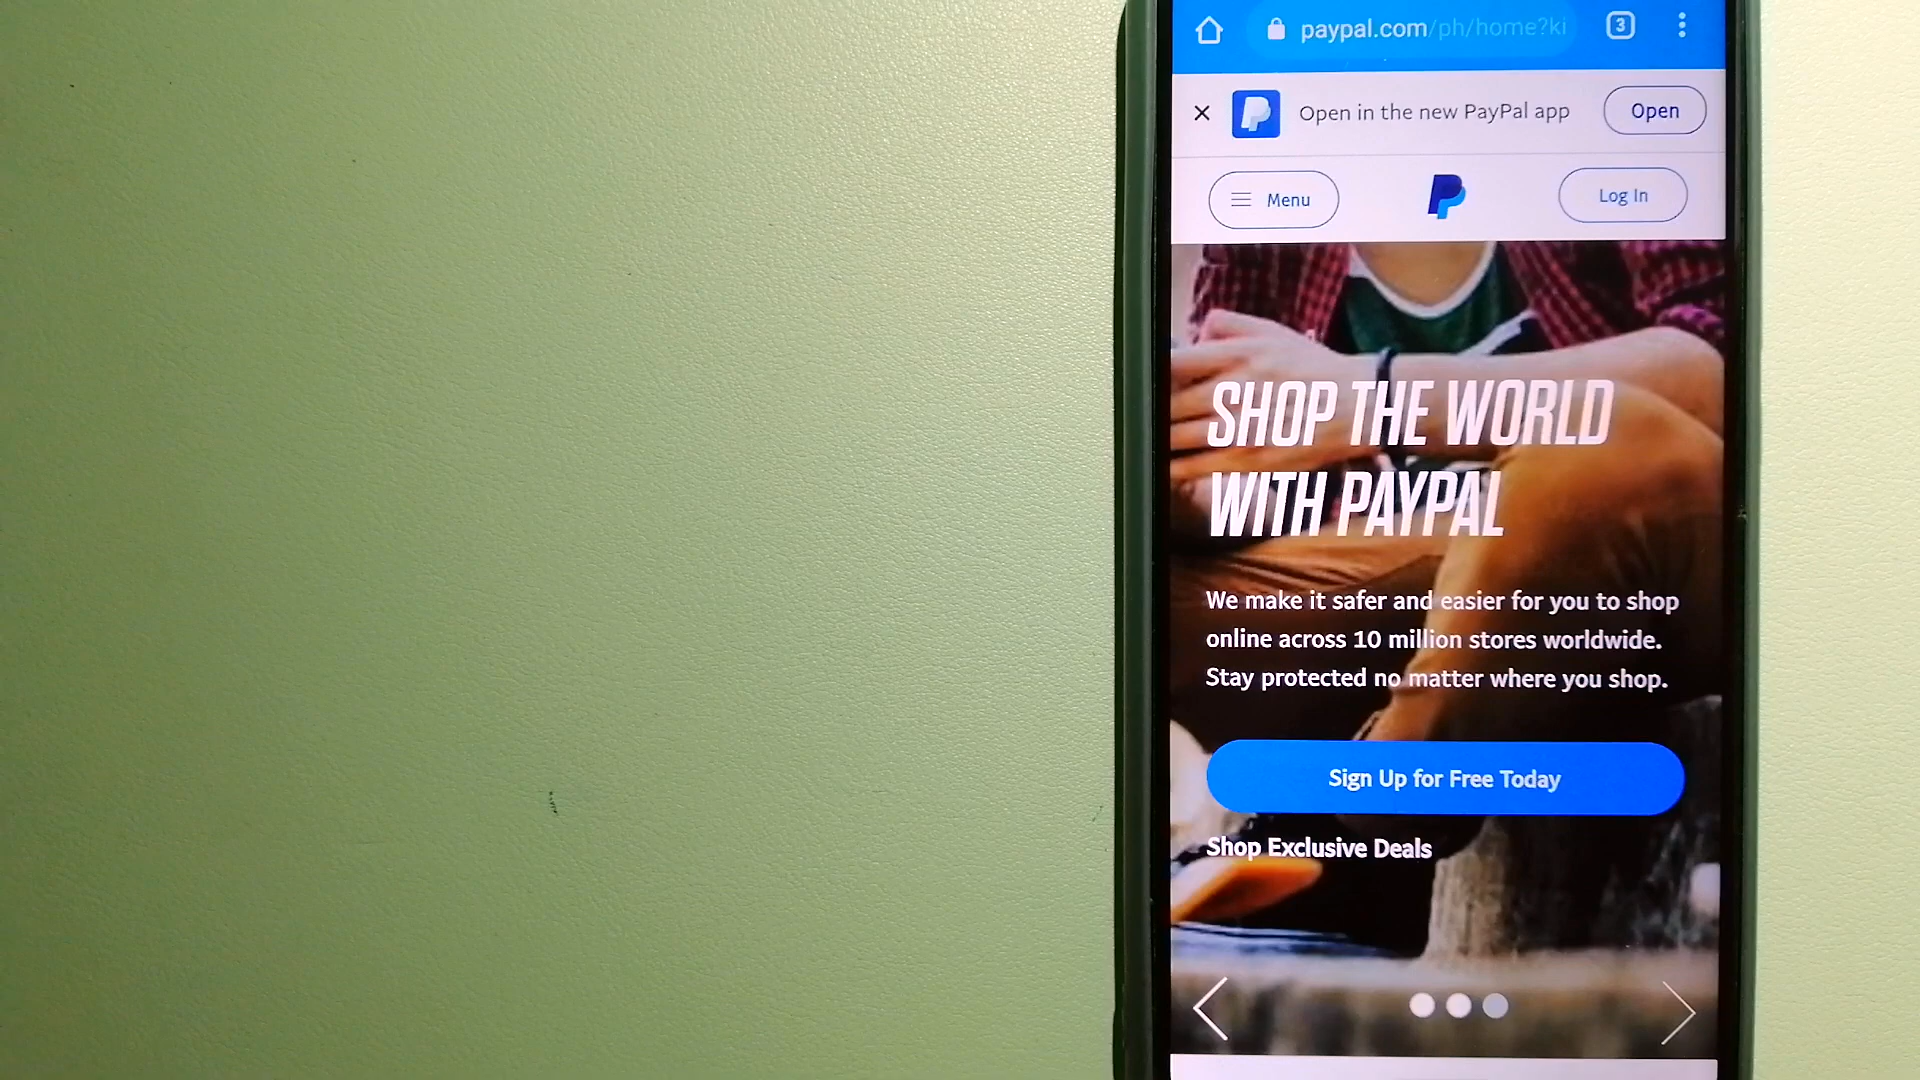 paypal.com/ph/home?ki
3
Open in the new PayPal app
Open
Menu
Log In
SHOP THE WORLD
WITH PAYPAL
We make it safer and easier for you to shop
online across 10 million stores worldwide.
Stay protected no matter where you shop.
Sign Up for Free Today
Shop Exclusive Deals